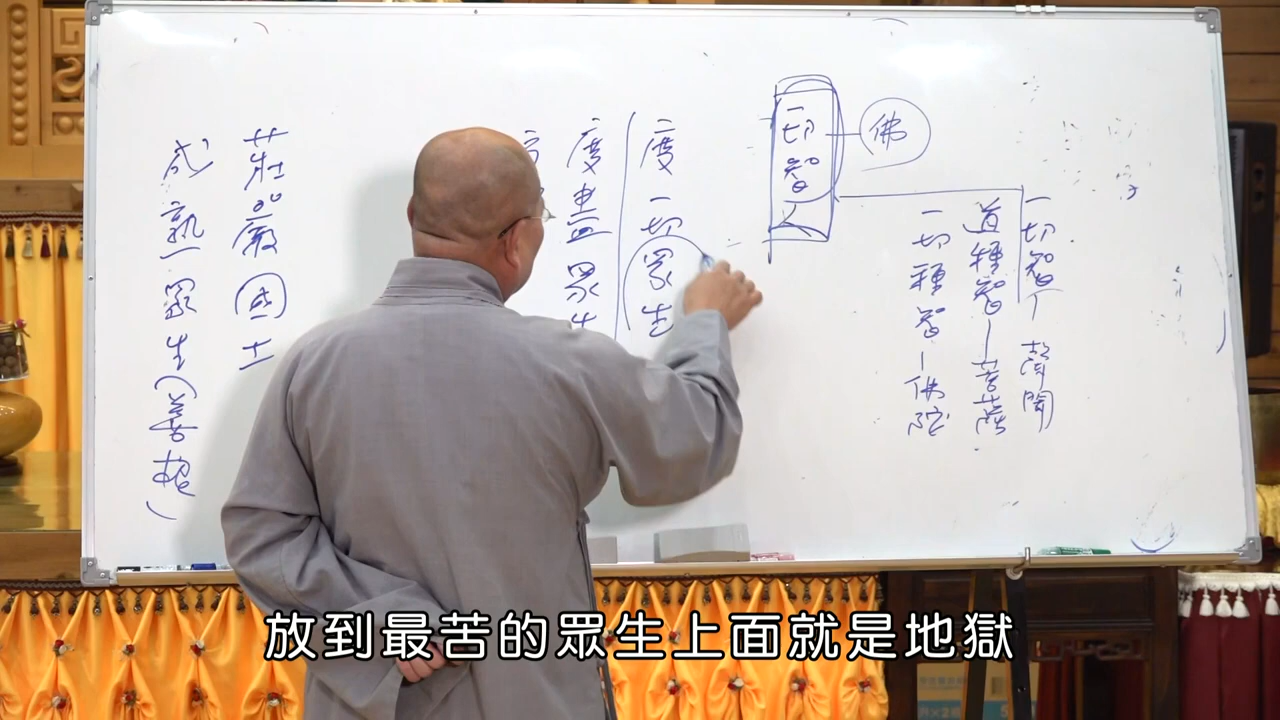 一切智
佛
一切智—聲聞
道種智—菩薩
一切種智—佛陀
度一切眾生
度盡眾生
莊嚴國土
成熟眾生(善根)
放到最苦的眾生上面就是地獄